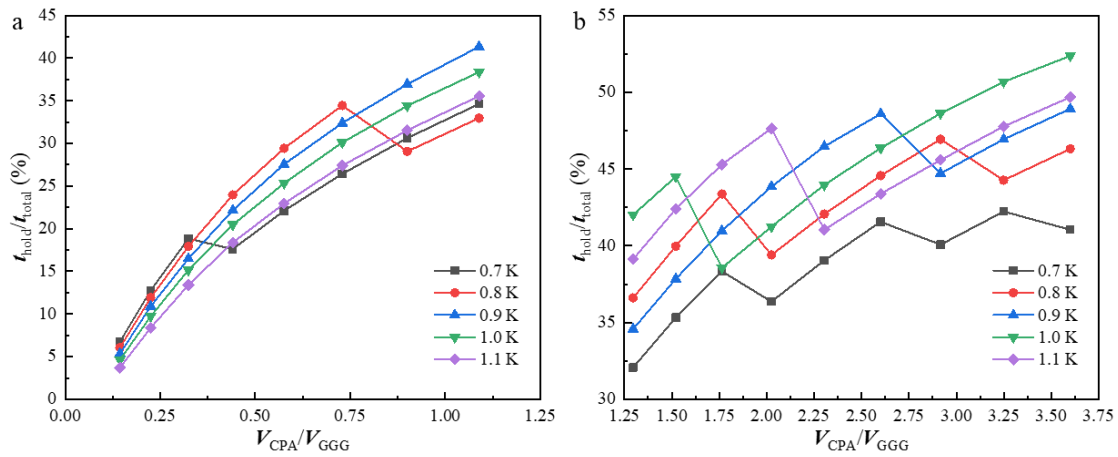 a
45
40
35
30
25
20
15
10
5
0
t_hold/t_total (%)
0.7 K
0.8 K
0.9 K
1.0 K
1.1 K
0.00 0.25 0.50 0.75 1.00 1.25
V_CPA/V_GGG
b
55
50
45
40
35
30
t_hold/t_total (%)
0.7 K
0.8 K
0.9 K
1.0 K
1.1 K
1.25 1.50 1.75 2.00 2.25 2.50 2.75 3.00 3.25 3.50 3.75
V_CPA/V_GGG